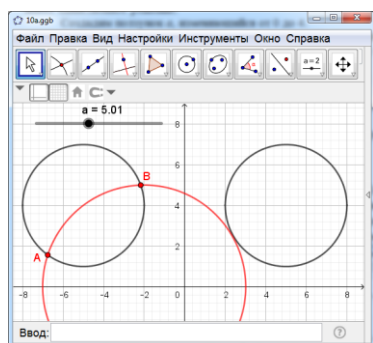 10a.ggb
Файл Правка Вид Настройки Инструменты Окно Справка
a=2
a = 5.01
8
6
4
2
B
A
-8 -6 -4 -2 0 2 4 6 8
Ввод: